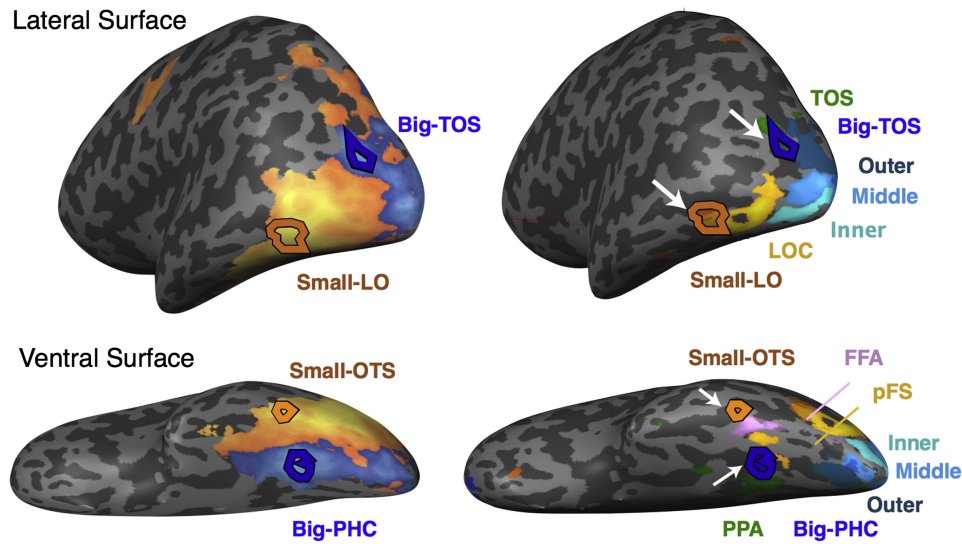 Lateral Surface
Big-TOS
Small-LO
TOS
Big-TOS
Outer
Middle
Inner
LOC
Small-LO
Ventral Surface
Small-OTS
Big-PHC
Small-OTS
FFA
pFS
Inner
Middle
Outer
PPA
Big-PHC